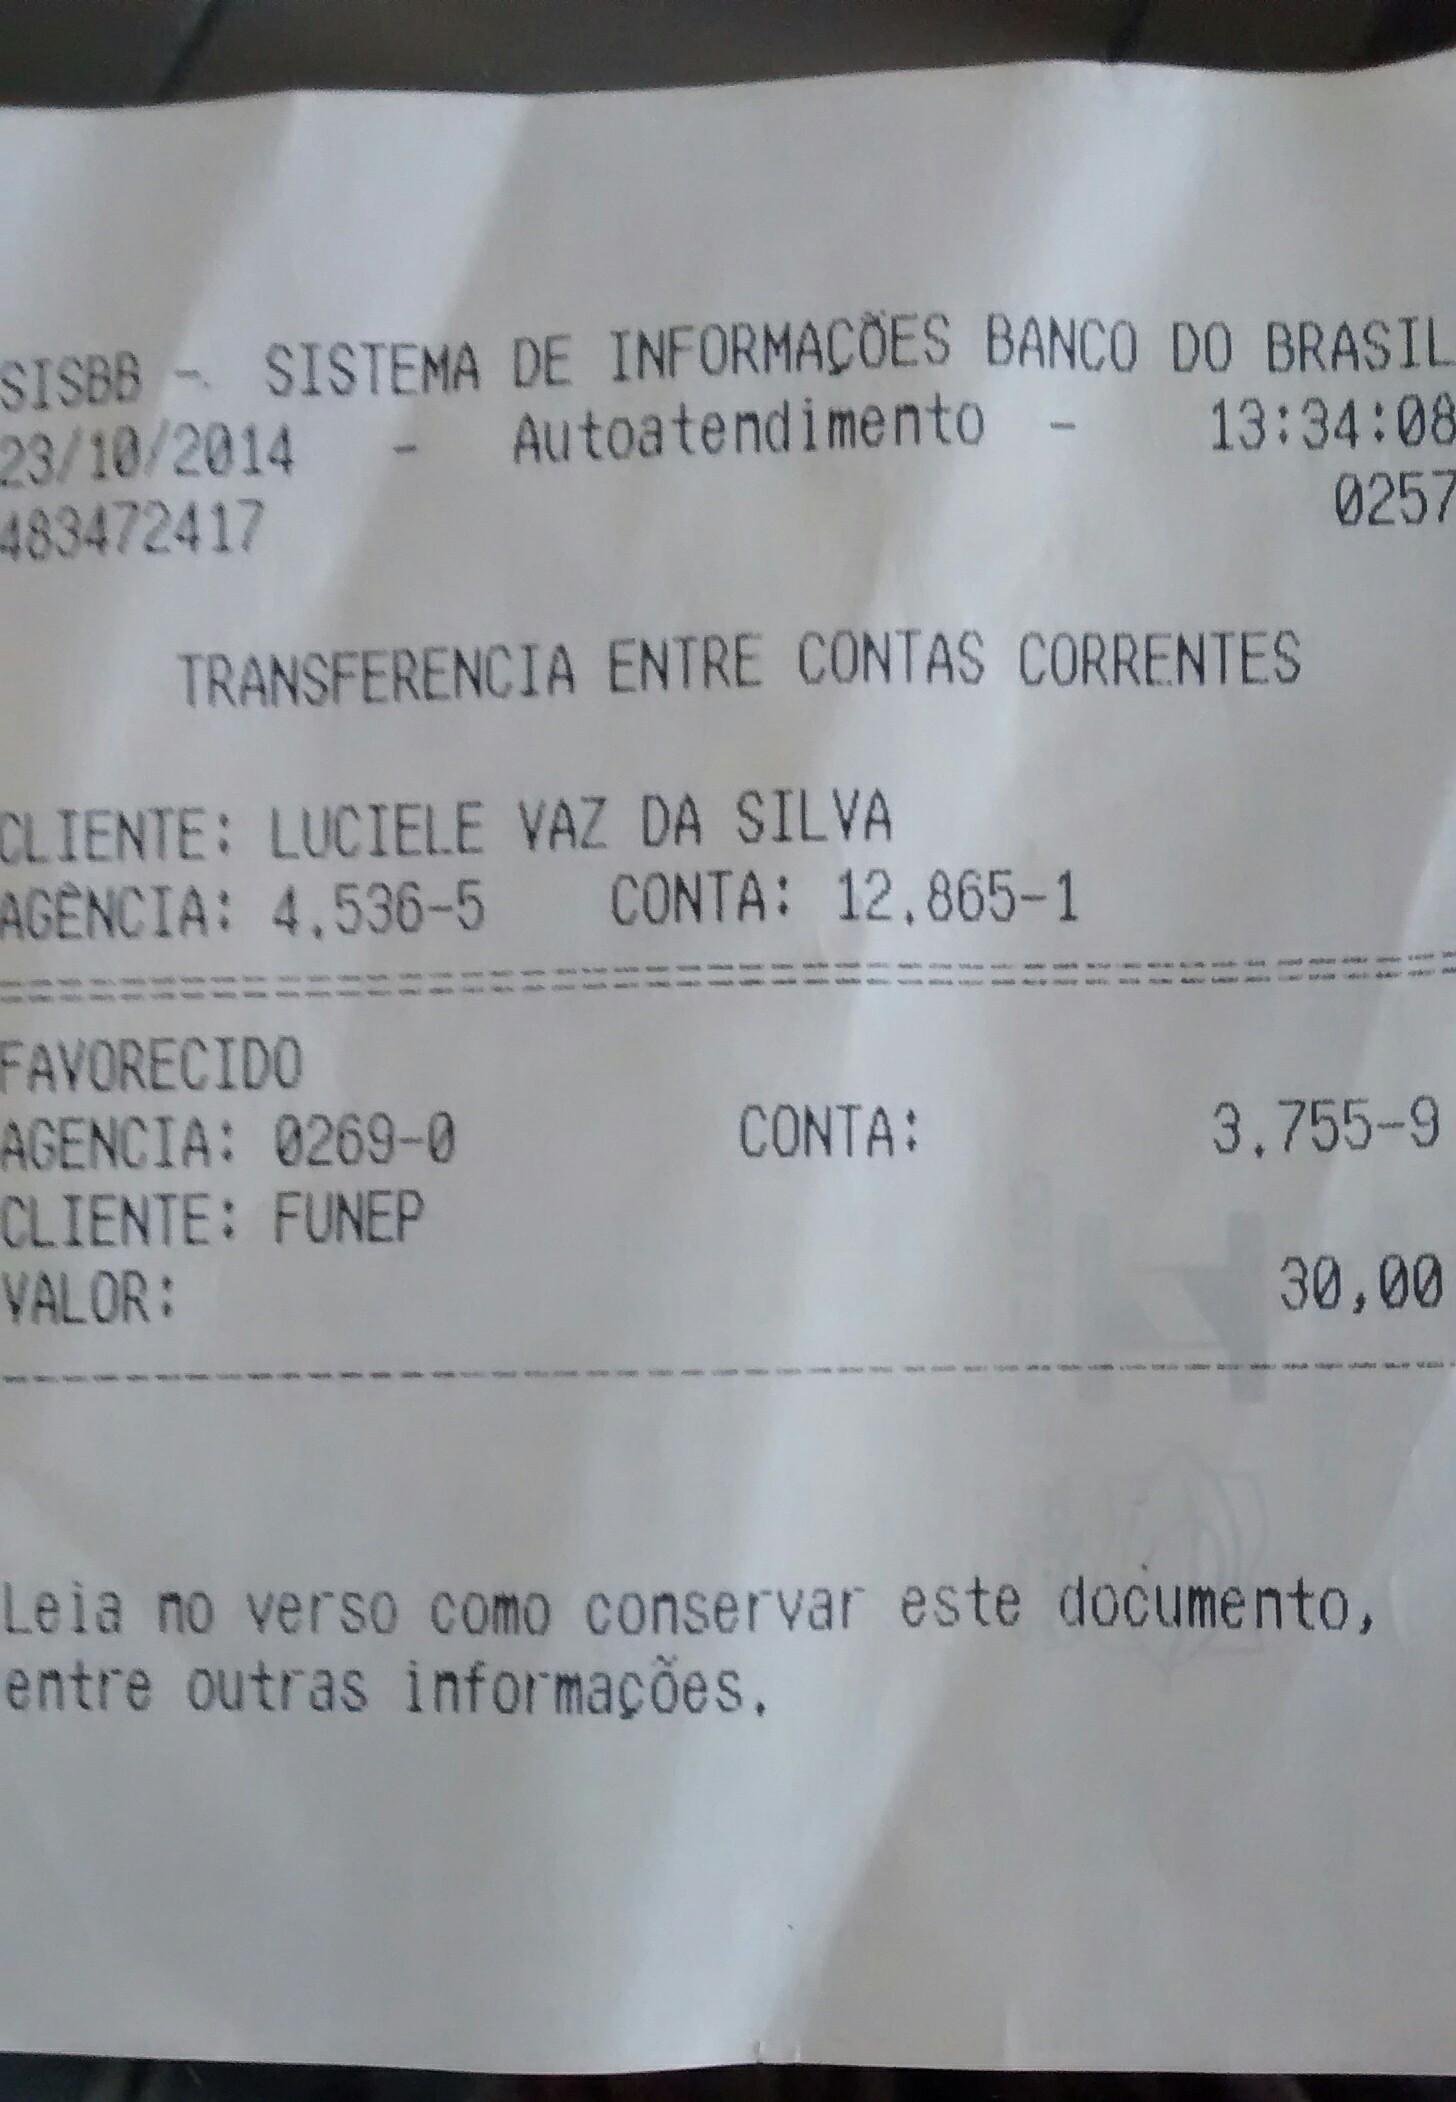 SISBB - SISTEMA DE INFORMAÇÕES BANCO DO BRASIL
23/10/2014 - Autoatendimento - 13:34:08
483472417 0257
TRANSFERENCIA ENTRE CONTAS CORRENTES
CLIENTE: LUCIELE VAZ DA SILVA
AGÊNCIA: 4.536-5 CONTA: 12.865-1
FAVORECIDO
AGENCIA: 0269-0 CONTA: 3.755-9
CLIENTE: FUNEP
VALOR: 30,00
Leia no verso como conservar este documento,
entre outras informações.